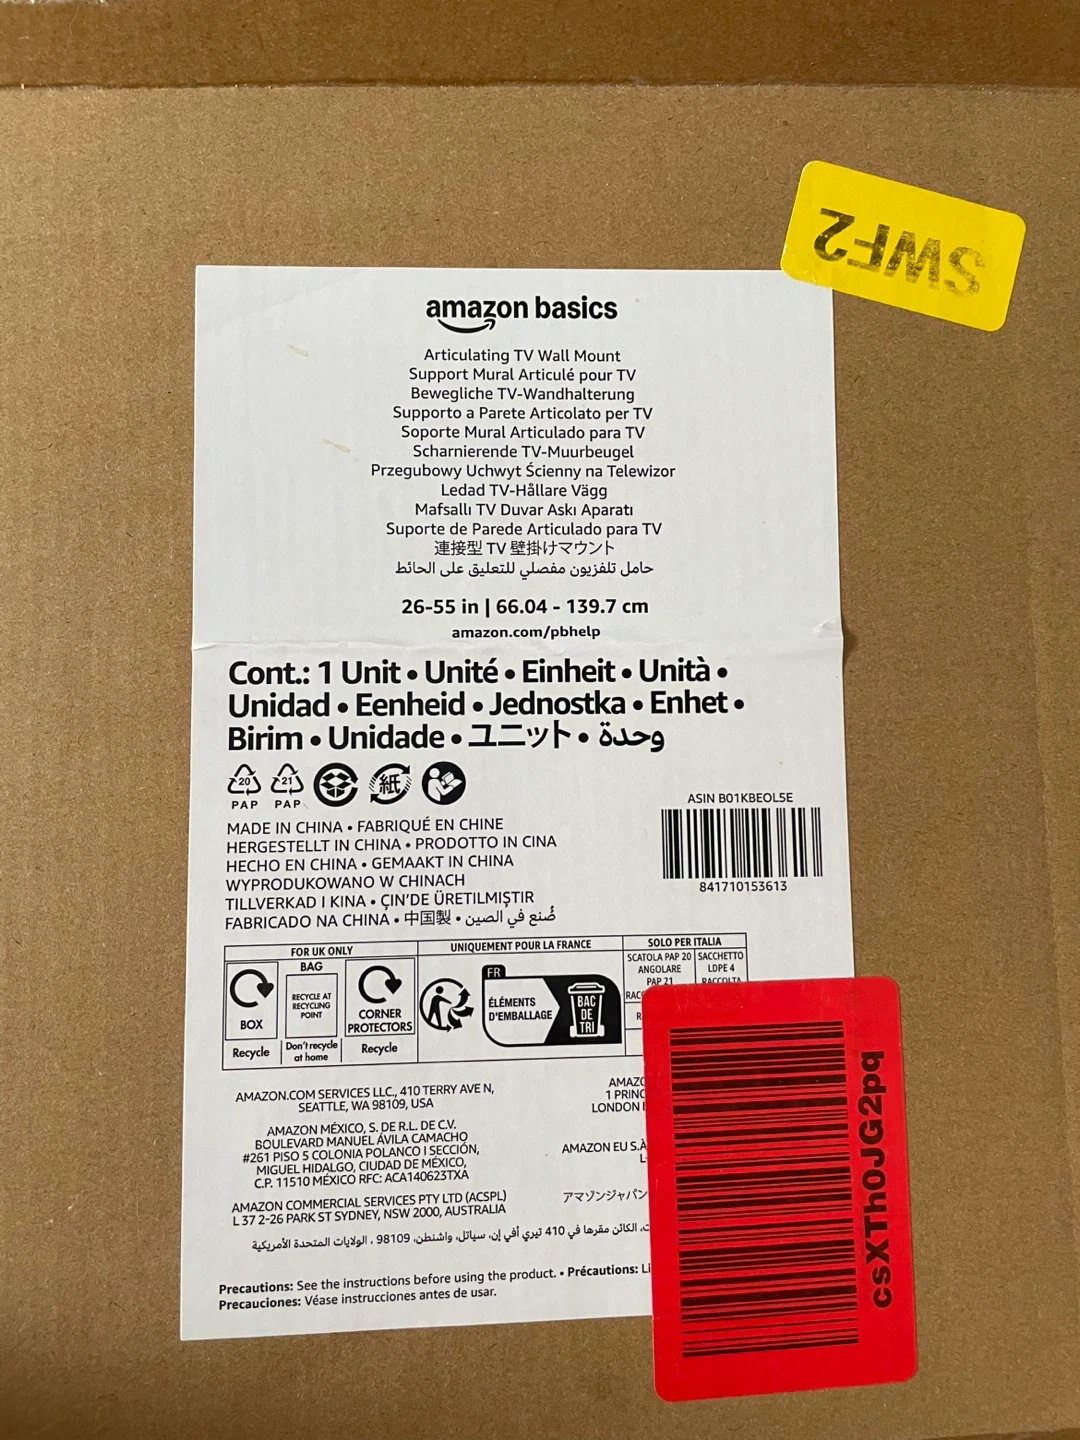 SWF2
amazon basics
Articulating TV Wall Mount
Support Mural Articulé pour TV
Bewegliche TV-Wandhalterung
Supporto a Parete Articolato per TV
Soporte Mural Articulado para TV
Scharnierende TV-Muurbeugel
Przegubowy Uchwyt Ścienny na Telewizor
Ledad TV-Hållare Vägg
Mafsallı TV Duvar Askı Aparatı
Suporte de Parede Articulado para TV
連接型 TV 壁掛けマウント
حامل تلفزيون مفصلي للتعليق على الحائط
26-55 in | 66.04 - 139.7 cm
amazon.com/pbhelp
Cont.: 1 Unit • Unité • Einheit • Unità •
Unidad • Eenheid • Jednostka • Enhet •
Birim • Unidade • ユニット • وحدة
20 21 紙
PAP PAP
MADE IN CHINA • FABRIQUÉ EN CHINE
HERGESTELLT IN CHINA • PRODOTTO IN CINA
HECHO EN CHINA • GEMAAKT IN CHINA
WYPRODUKOWANO W CHINACH
TILLVERKAD I KINA • ÇIN'DE ÜRETILMIŞTIR
FABRICADO NA CHINA • 中国製 • صُنع في الصين
ASIN B01KBEOL5E
841710153613
FOR UK ONLY
BOX
Recycle
BAG
RECYCLE AT
RECYCLING
POINT
Don't recycle
at home
CORNER
PROTECTORS
Recycle
UNIQUEMENT POUR LA FRANCE
FR
ÉLÉMENTS
D'EMBALLAGE
BAC
DE
TRI
SOLO PER ITALIA
SCATOLA PAP 20
ANGOLARE
PAP 21
SACCHETTO
LDPE 4
RACCOLTA
AMAZON.COM SERVICES LLC., 410 TERRY AVE N,
SEATTLE, WA 98109, USA
AMAZON MÉXICO, S. DE R.L. DE C.V.
BOULEVARD MANUEL ÁVILA CAMACHO
#261 PISO 5 COLONIA POLANCO I SECCIÓN,
MIGUEL HIDALGO, CIUDAD DE MÉXICO,
C.P. 11510 MÉXICO RFC: ACA140623TXA
AMAZON COMMERCIAL SERVICES PTY LTD (ACSPL)
L 37 2-26 PARK ST SYDNEY, NSW 2000, AUSTRALIA
1
LONDON
AMAZON EU
アマゾンジャパン
الكائن مقرها في 410 تيري أفي إن، سياتل، واشنطن، 98109 ، الولايات المتحدة الأمريكية
Precautions: See the instructions before using the product. • Précautions:
Precauciones: Véase instrucciones antes de usar.
csXTh0JG2pq